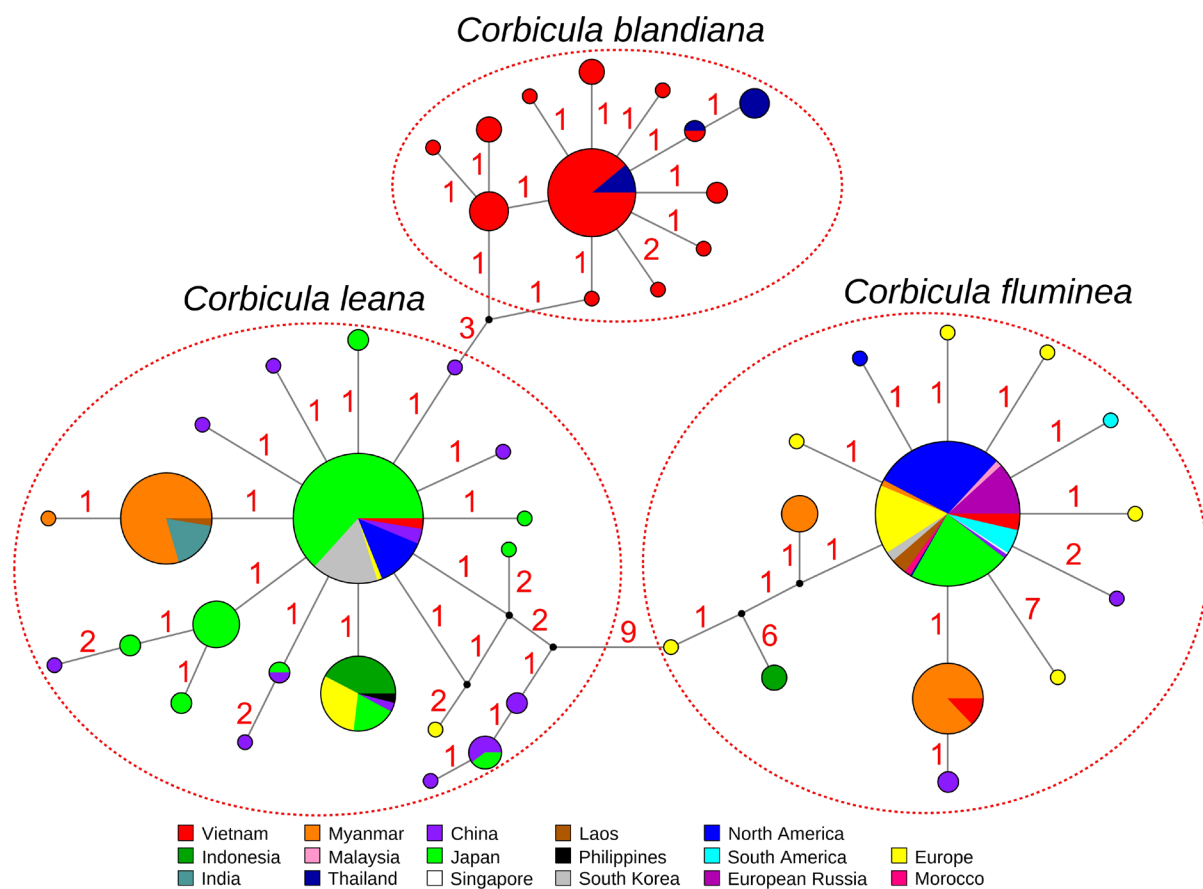 Corbicula blandiana
1
1 1 1 1
1 1
1 1
1
2
1 1
1
Corbicula leana
Corbicula fluminea
3
1 1 1
1
1
1 1 1
1 1
2
1 1 1 1 2
2
1 1
1
2 2 1
1
9
1 1 1
1
1
1
1 1 2
1
7
1 1
6
1
Vietnam Myanmar China Laos North America
Indonesia Malaysia Japan Philippines South America Europe
India Thailand Singapore South Korea European Russia Morocco